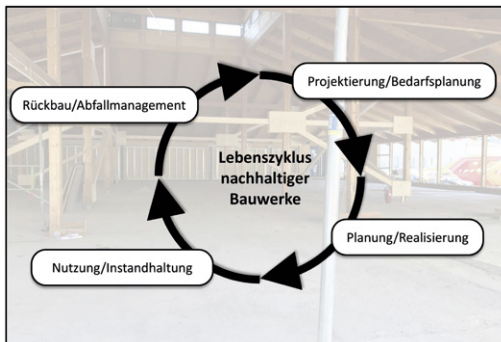 Projektierung/Bedarfsplanung
Rückbau/Abfallmanagement
Lebenszyklus
nachhaltiger
Bauwerke
Planung/Realisierung
Nutzung/Instandhaltung